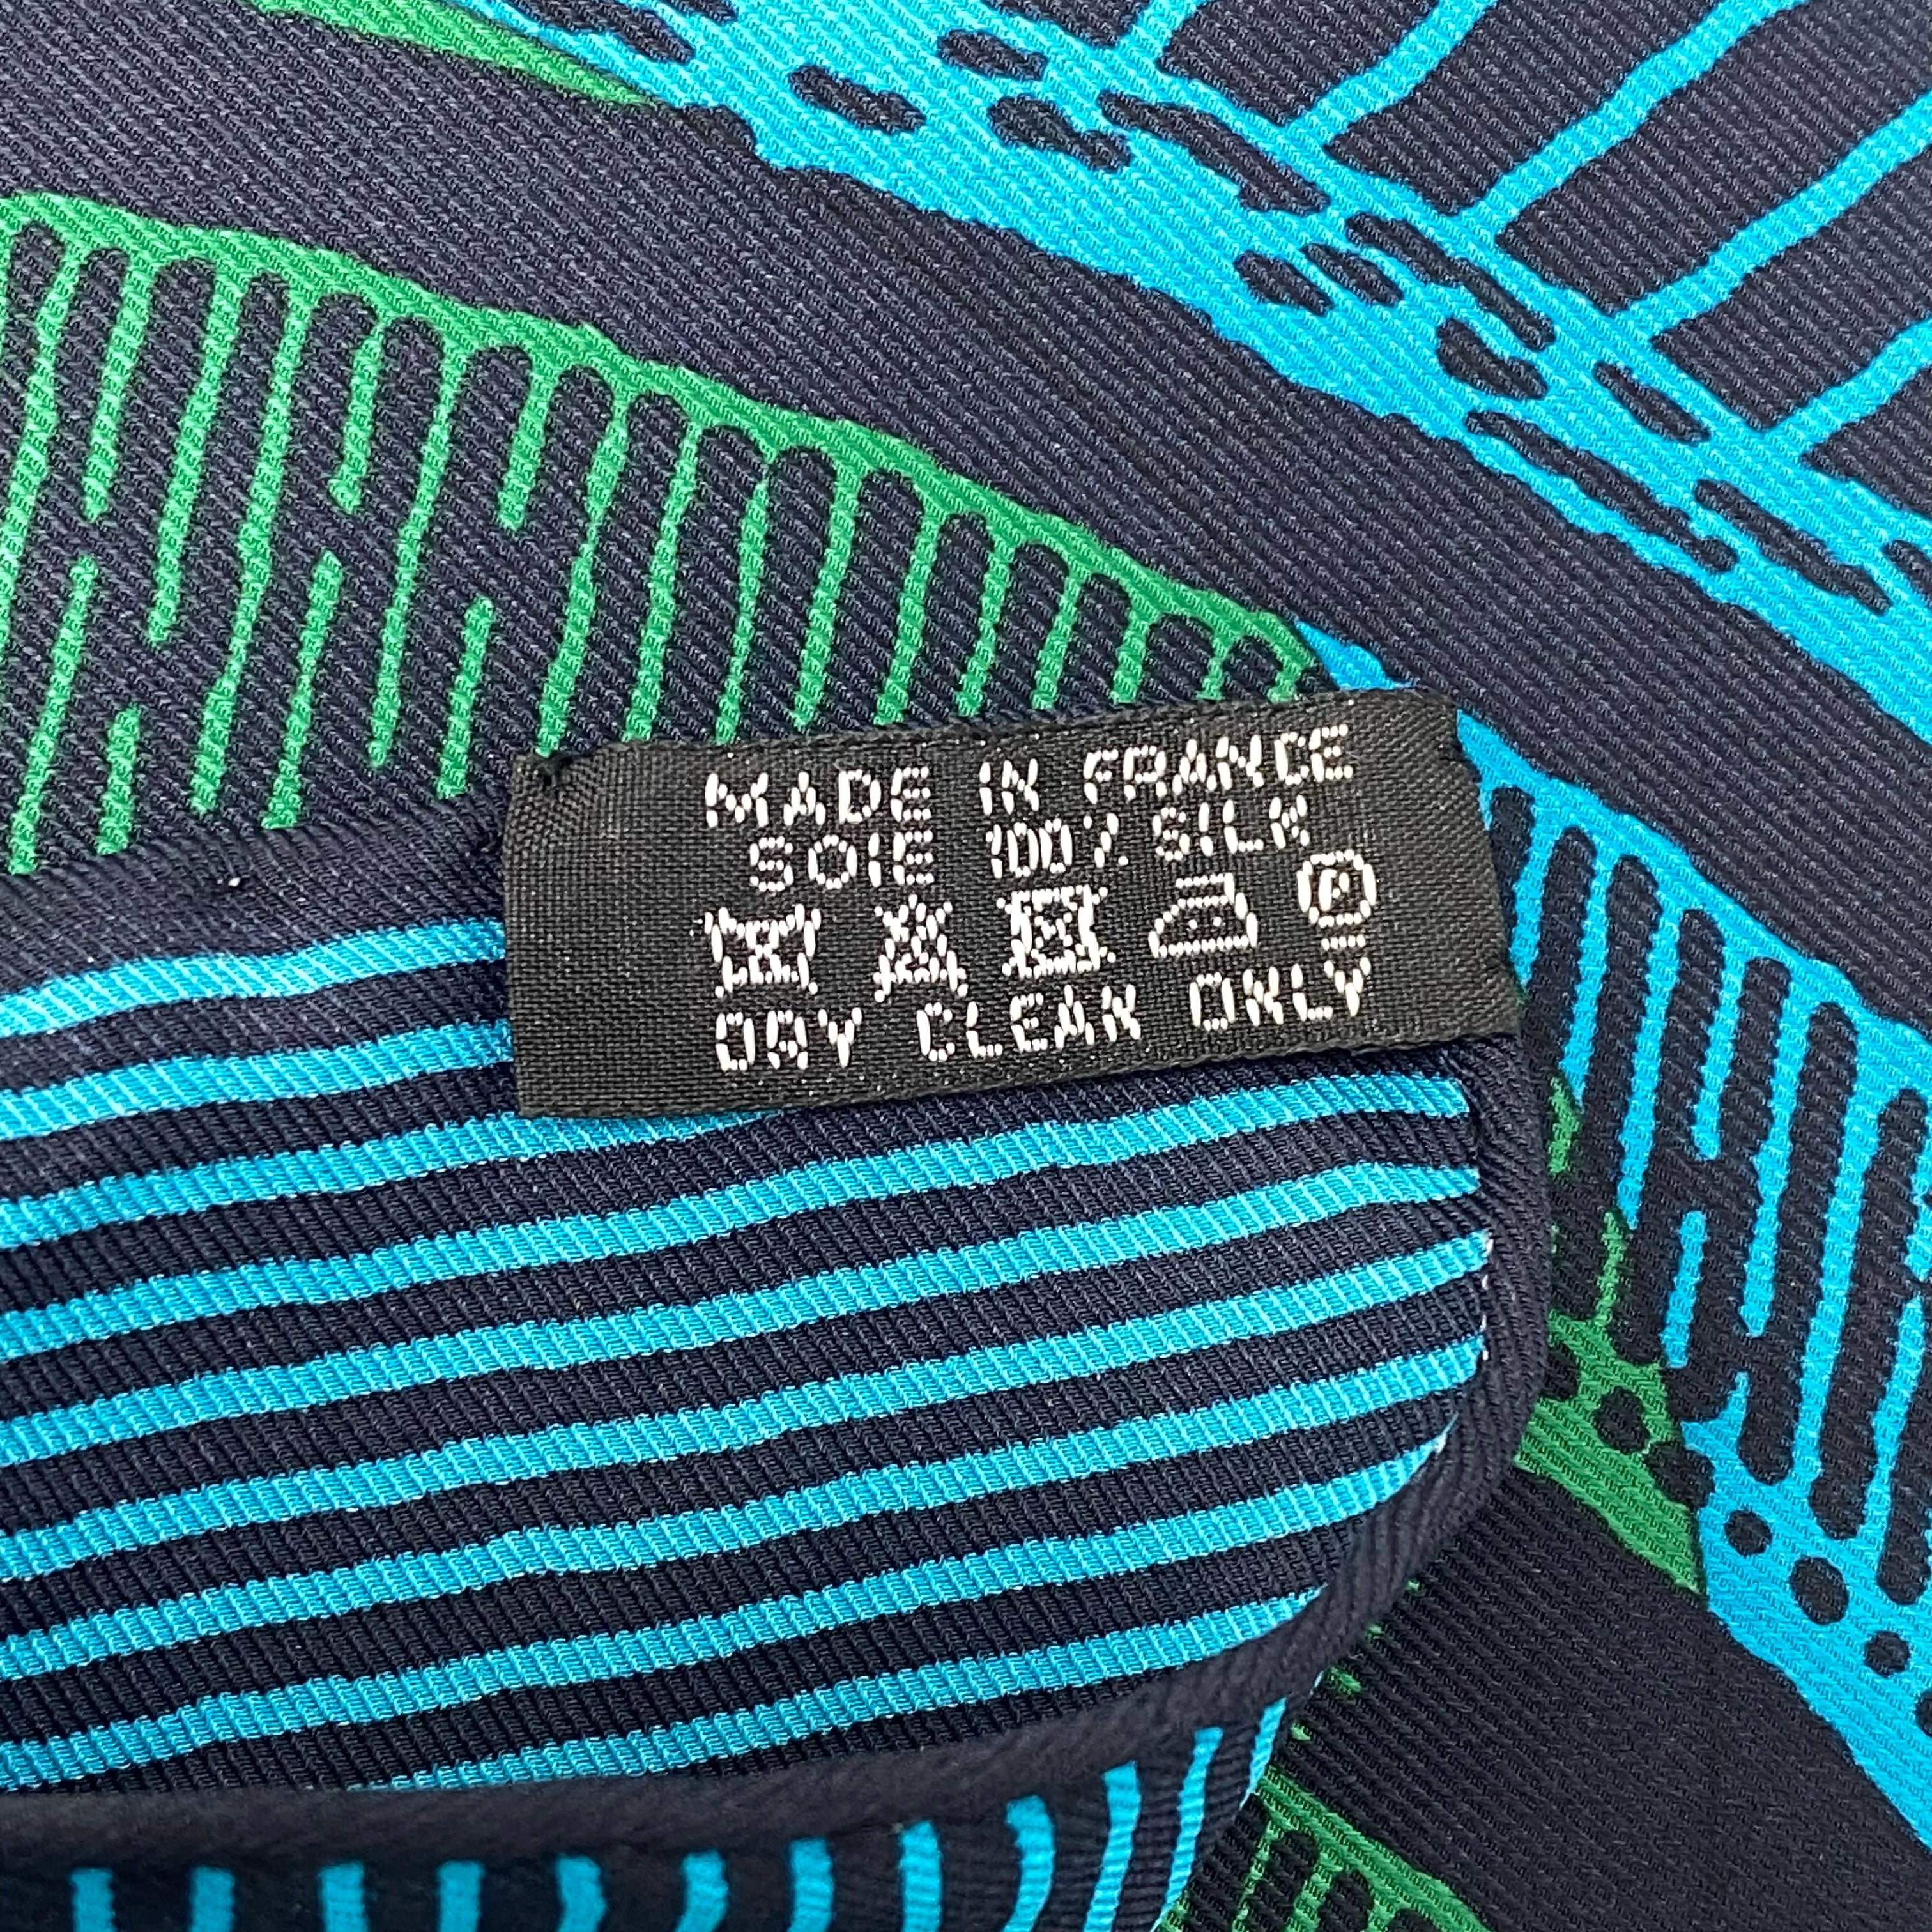 MADE IN FRANCE
SOIE 100% SILK
P
DRY CLEAN ONLY